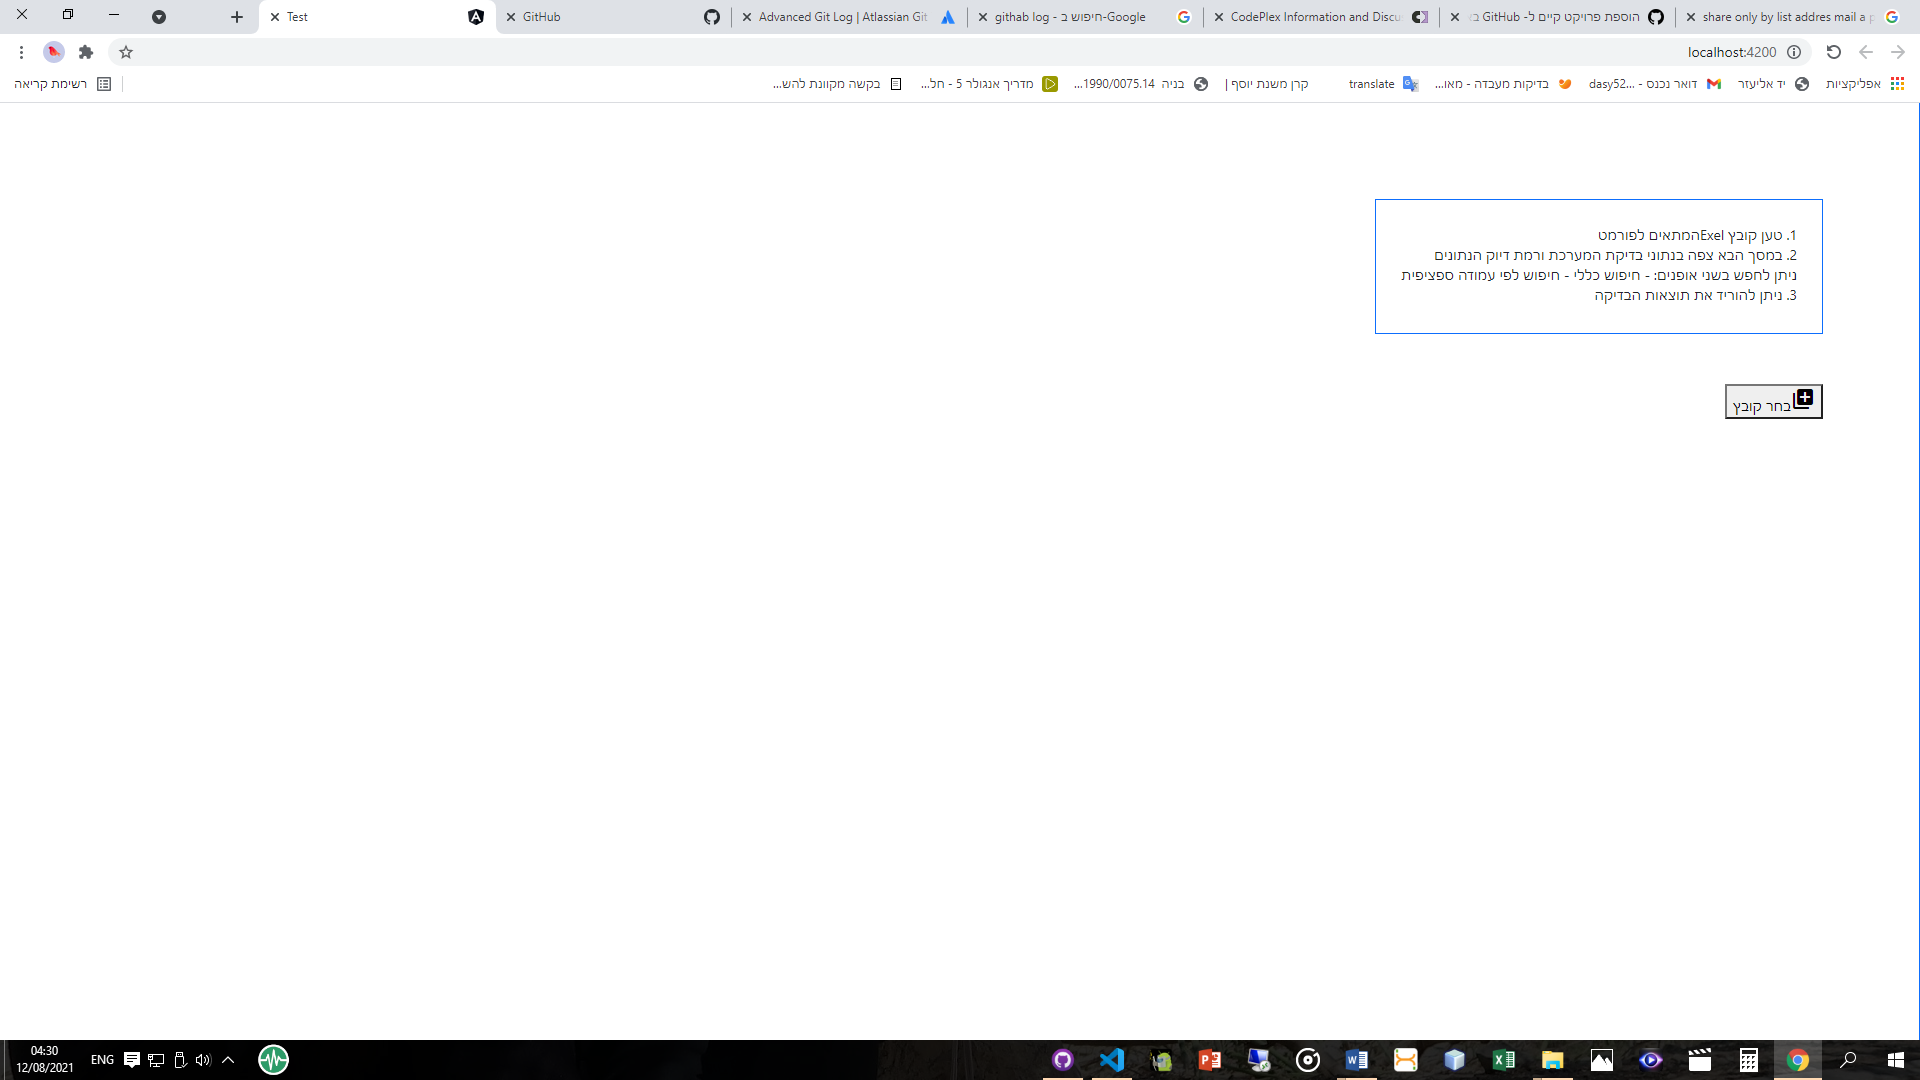 Test
GitHub
Advanced Git Log | Atlassian Git
githab log - חיפוש ב-Google
CodePlex Information and Discu
הוספת פרויקט קיים ל- GitHub
share only by list addres mail a p
localhost:4200
אפליקציות
יד אליעזר
דואר נכנס - dasy52...
בדיקות מעבדה - מאו...
translate
קרן משנת יוסף |
בניה 1990/0075.14...
מדריך אנגולר 5 - חל...
בקשה מקוונת להש...
רשימת קריאה
1. טען קובץ Exelהמתאים לפורמט
2. במסך הבא צפה בנתוני בדיקת המערכת ורמת דיוק הנתונים
ניתן לחפש בשני אופנים: - חיפוש כללי - חיפוש לפי עמודה ספציפית
3. ניתן להוריד את תוצאות הבדיקה
בחר קובץ
ENG
04:30
12/08/2021